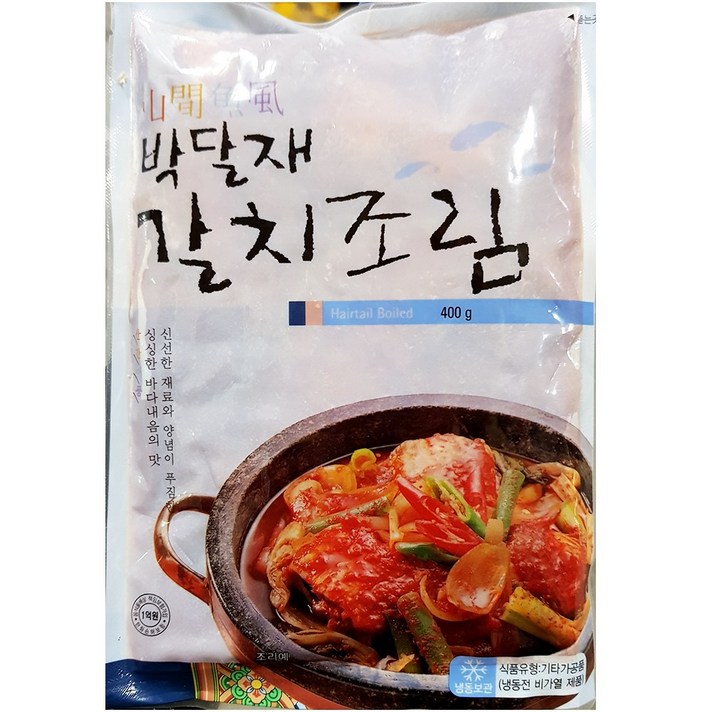 山間魚風
박달재
갈치조림
Hairtail Boiled 400 g
신선한 재료와 양념이 푸짐
싱싱한 바다내음의 맛
1억원
조리예
냉동보관
식품유형:기타가공품
(냉동전 비가열 제품)